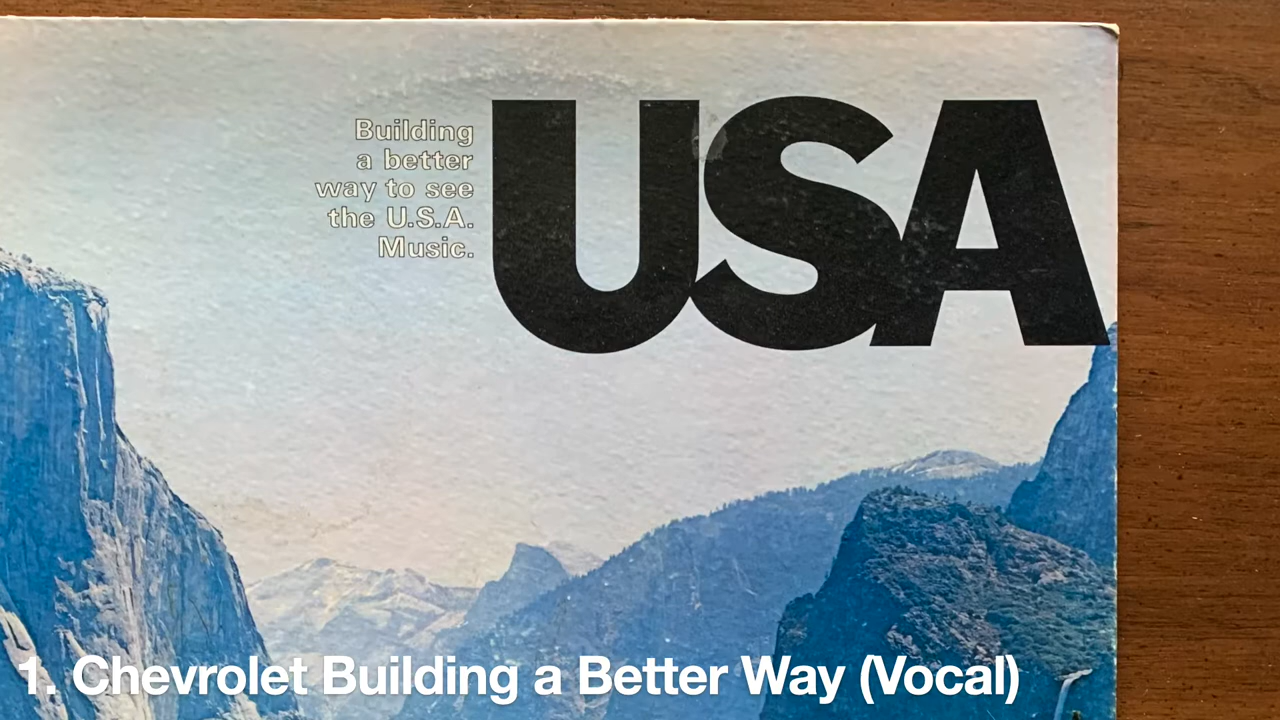 Building
a better
way to see
the U.S.A.
Music.
USA
1. Chevrolet Building a Better Way (Vocal)